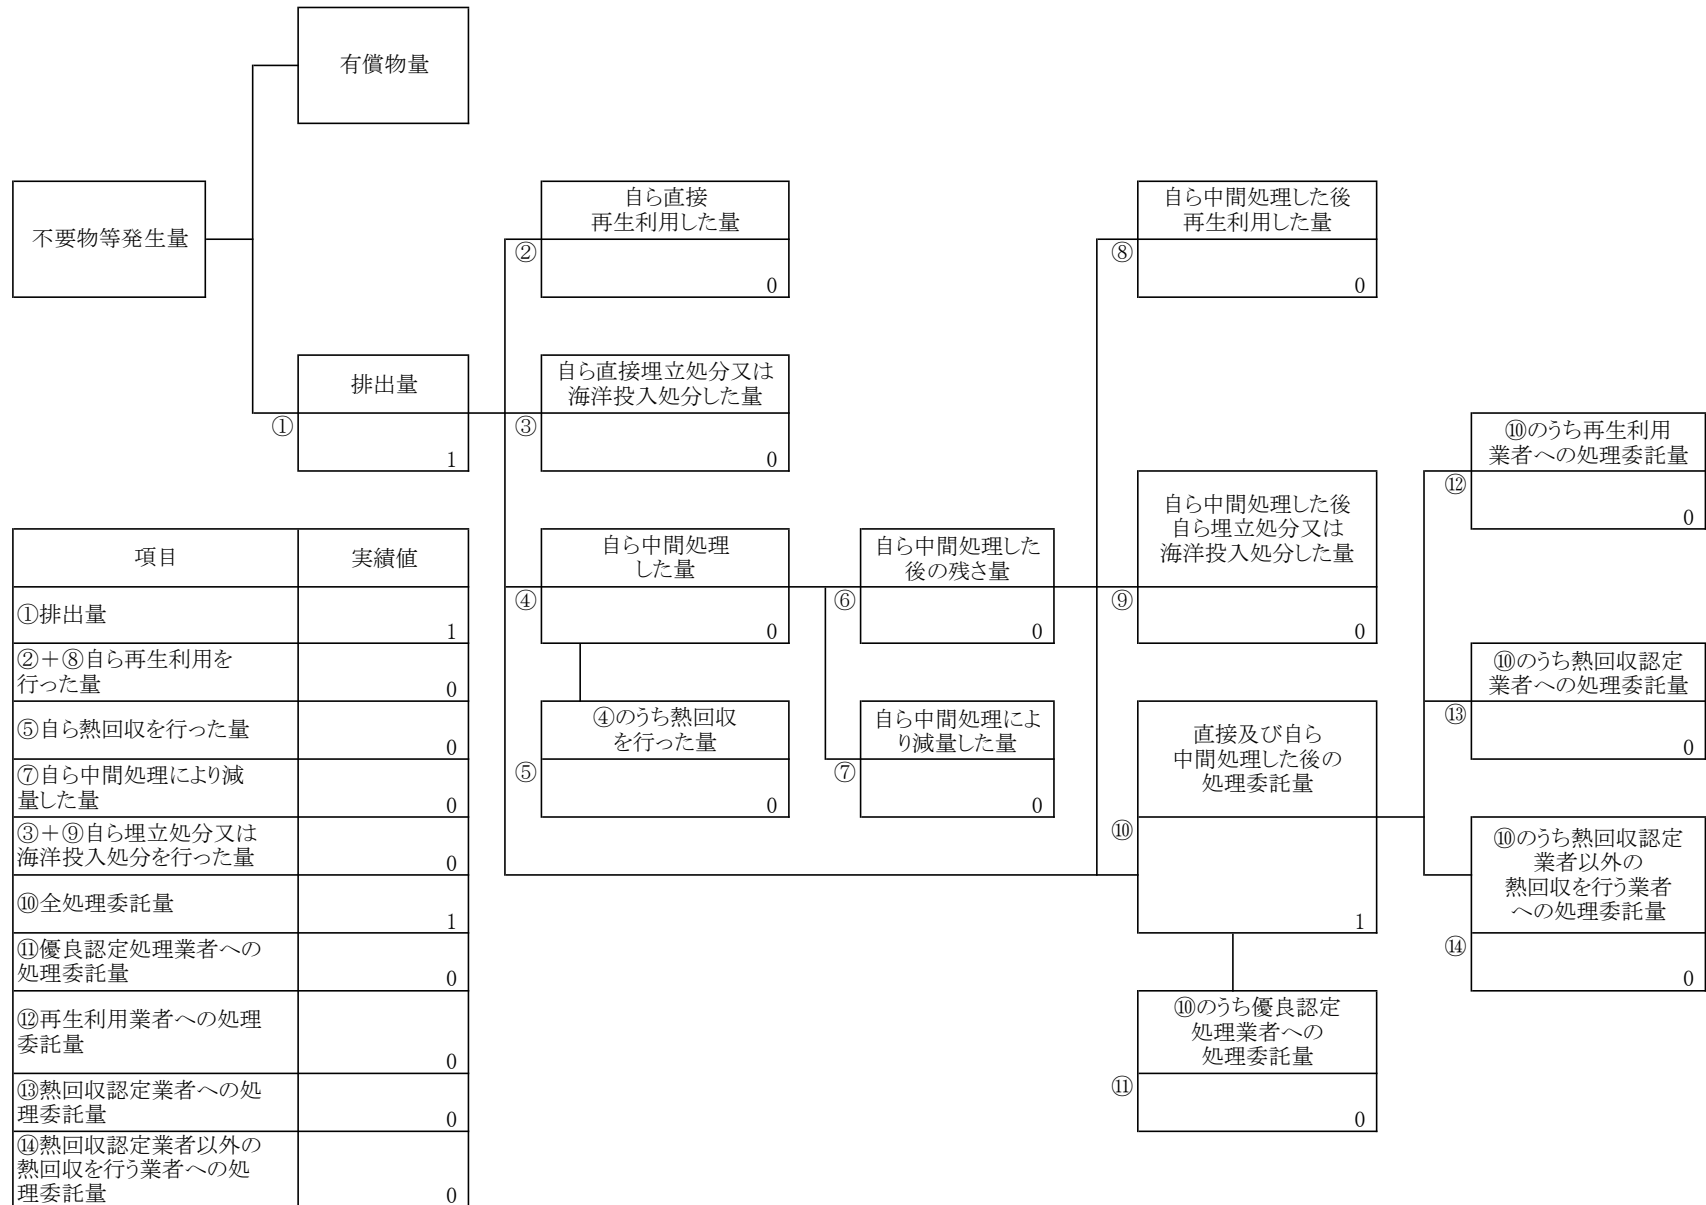 有償物量
不要物等発生量
自ら直接
再生利用した量
②
0
自ら中間処理した後
再生利用した量
⑧
0
排出量
①
1
自ら直接埋立処分又は
海洋投入処分した量
③
0
⑩のうち再生利用
業者への処理委託量
⑫
0
自ら中間処理
した量
④
0
自ら中間処理した
後の残さ量
⑥
0
自ら中間処理した後
自ら埋立処分又は
海洋投入処分した量
⑨
0
⑩のうち熱回収認定
業者への処理委託量
⑬
0
④のうち熱回収
を行った量
⑤
0
自ら中間処理によ
り減量した量
⑦
0
直接及び自ら
中間処理した後の
処理委託量
⑩
1
⑩のうち熱回収認定
業者以外の
熱回収を行う業者
への処理委託量
⑭
0
⑩のうち優良認定
処理業者への
処理委託量
⑪
0
項目 実績値
①排出量
1
②+⑧自ら再生利用を
行った量 0
⑤自ら熱回収を行った量
0
⑦自ら中間処理により減
量した量 0
③+⑨自ら埋立処分又は
海洋投入処分を行った量 0
⑩全処理委託量
1
⑪優良認定処理業者への
処理委託量 0
⑫再生利用業者への処理
委託量
0
⑬熱回収認定業者への処
理委託量 0
⑭熱回収認定業者以外の
熱回収を行う業者への処
理委託量 0